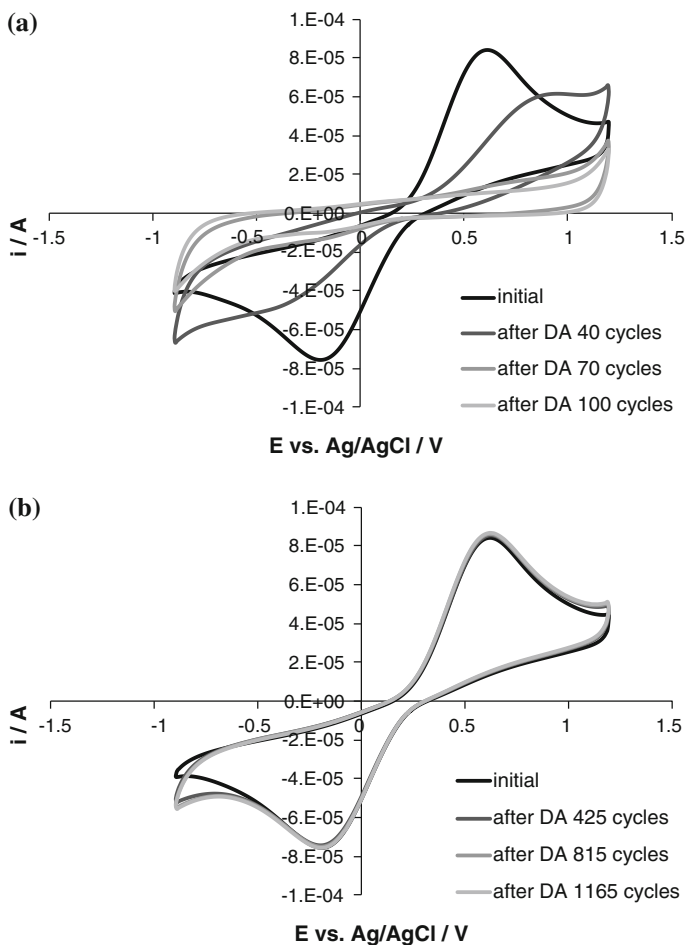 (a)
1.E-04
8.E-05
6.E-05
4.E-05
2.E-05
0.E+00
-1.5 -1 -0.5 0 0.5 1 1.5
-2.E-05
-4.E-05
-6.E-05
-8.E-05
-1.E-04
i / A
initial
after DA 40 cycles
after DA 70 cycles
after DA 100 cycles
E vs. Ag/AgCl / V
(b)
1.E-04
8.E-05
6.E-05
4.E-05
2.E-05
0.E+00
-1.5 -1 -0.5 0 0.5 1 1.5
-2.E-05
-4.E-05
-6.E-05
-8.E-05
-1.E-04
i / A
initial
after DA 425 cycles
after DA 815 cycles
after DA 1165 cycles
E vs. Ag/AgCl / V